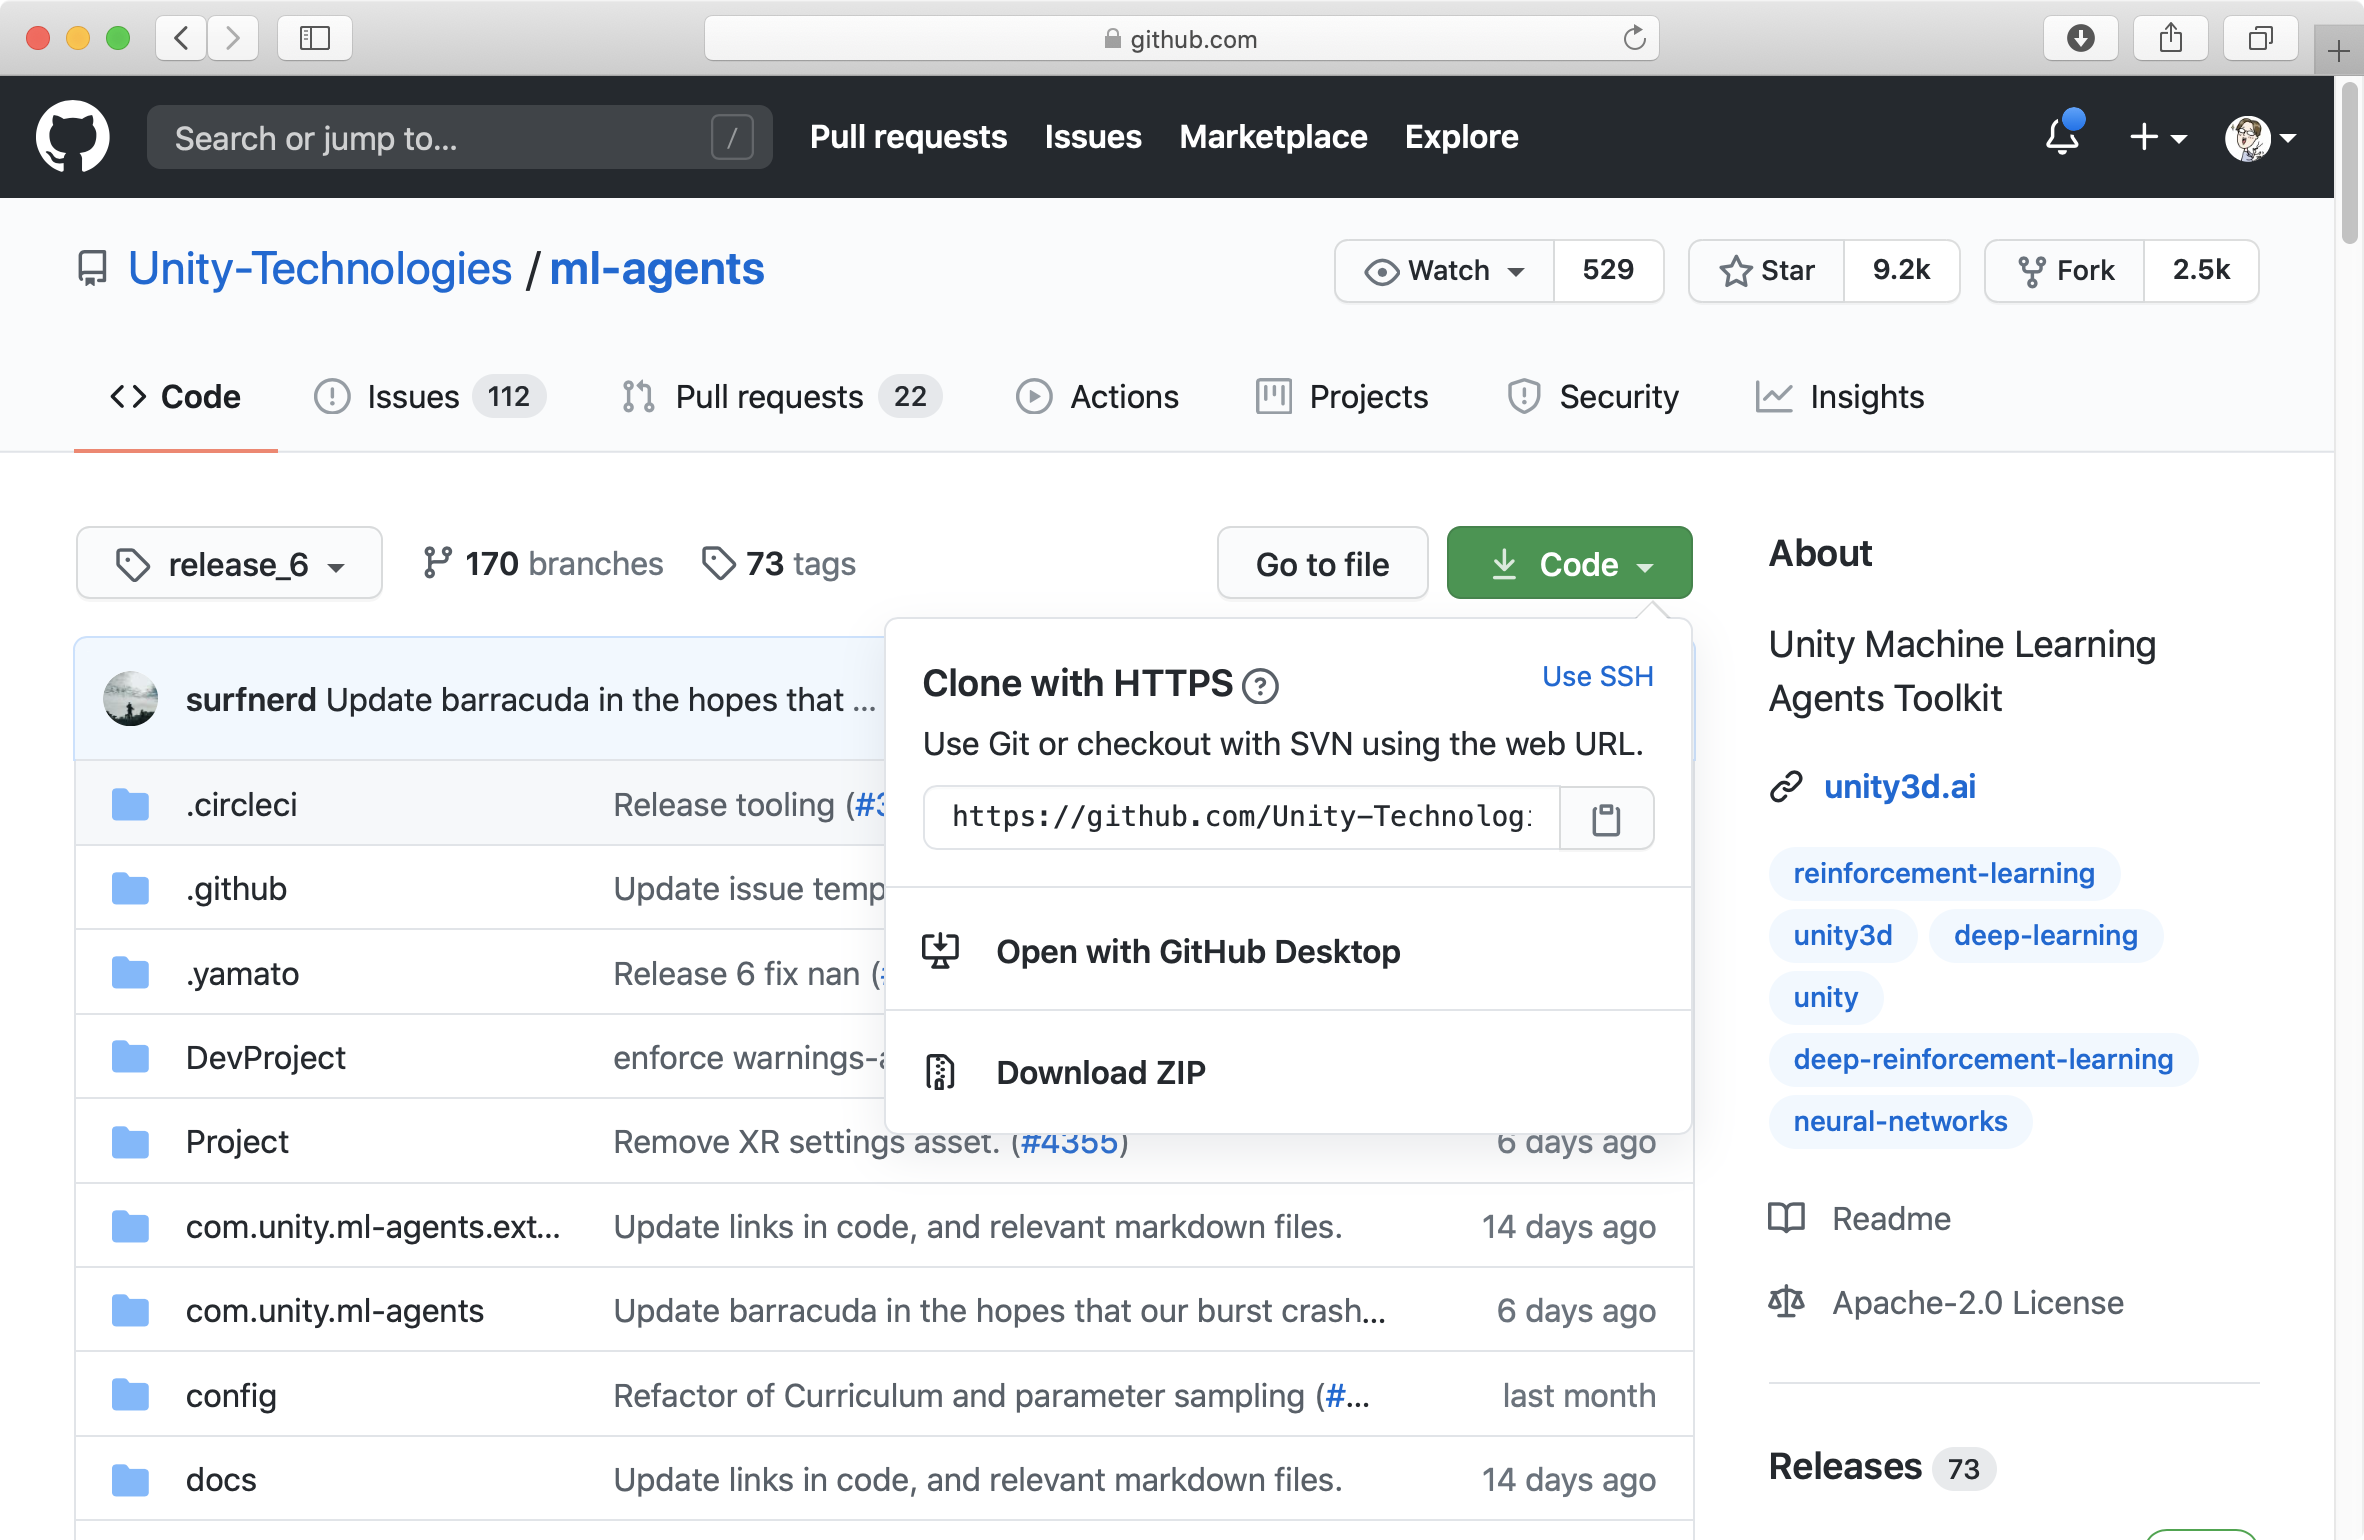 github.com
Search or jump to... /
Pull requests Issues Marketplace Explore
Unity-Technologies / ml-agents
Watch 529 Star 9.2k Fork 2.5k
Code Issues 112 Pull requests 22 Actions Projects Security Insights
release_6 170 branches 73 tags Go to file Code
surfnerd Update barracuda in the hopes that ...
.circleci Release tooling (#3
.github Update issue temp
.yamato Release 6 fix nan (
DevProject enforce warnings-a
Project Remove XR settings asset. (#4355) 6 days ago
com.unity.ml-agents.ext... Update links in code, and relevant markdown files. 14 days ago
com.unity.ml-agents Update barracuda in the hopes that our burst crash... 6 days ago
config Refactor of Curriculum and parameter sampling (#... last month
docs Update links in code, and relevant markdown files. 14 days ago
Clone with HTTPS ? Use SSH
Use Git or checkout with SVN using the web URL.
https://github.com/Unity-Technologi
Open with GitHub Desktop
Download ZIP
About
Unity Machine Learning
Agents Toolkit
unity3d.ai
reinforcement-learning
unity3d deep-learning
unity
deep-reinforcement-learning
neural-networks
Readme
Apache-2.0 License
Releases 73